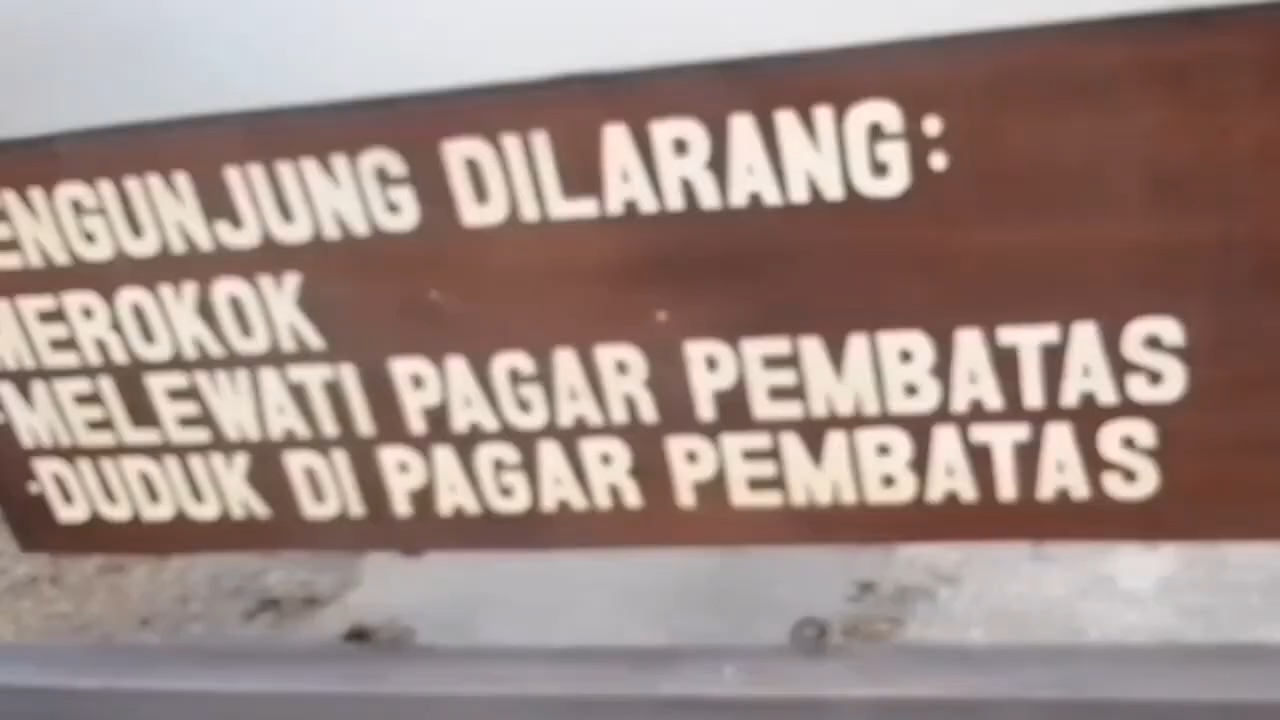 ENGUNJUNG DILARANG:
MEROKOK
-MELEWATI PAGAR PEMBATAS
-DUDUK DI PAGAR PEMBATAS